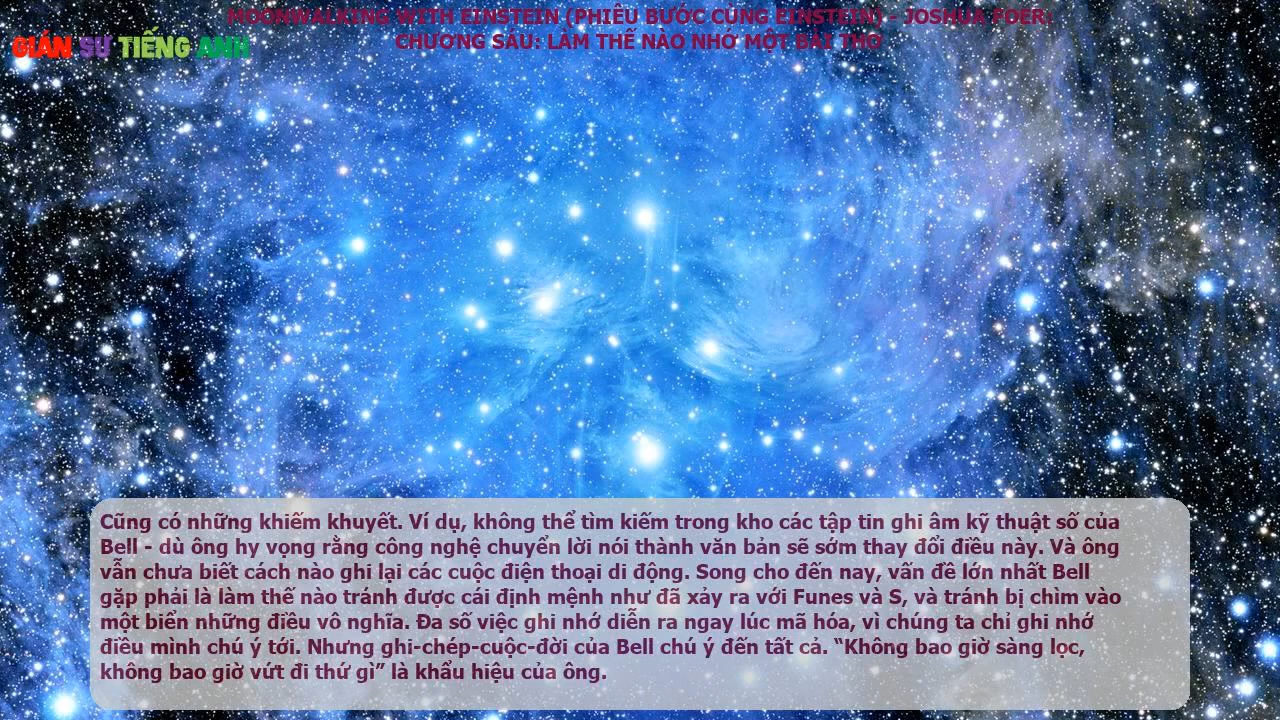 MOONWALKING WITH EINSTEIN (PHIÊU BƯỚC CÙNG EINSTEIN) - JOSHUA FOER:
CHƯƠNG SÁU: LÀM THẾ NÀO NHỚ MỘT BÀI THƠ
GIÁN SƯ TIẾNG ANH
Cũng có những khiếm khuyết. Ví dụ, không thể tìm kiếm trong kho các tập tin ghi âm kỹ thuật số của
Bell - dù ông hy vọng rằng công nghệ chuyển lời nói thành văn bản sẽ sớm thay đổi điều này. Và ông
vẫn chưa biết cách nào ghi lại các cuộc điện thoại di động. Song cho đến nay, vấn đề lớn nhất Bell
gặp phải là làm thế nào tránh được cái định mệnh như đã xảy ra với Funes và S, và tránh bị chìm vào
một biển những điều vô nghĩa. Đa số việc ghi nhớ diễn ra ngay lúc mã hóa, vì chúng ta chỉ ghi nhớ
điều mình chú ý tới. Nhưng ghi-chép-cuộc-đời của Bell chú ý đến tất cả. “Không bao giờ sàng lọc,
không bao giờ vứt đi thứ gì” là khẩu hiệu của ông.